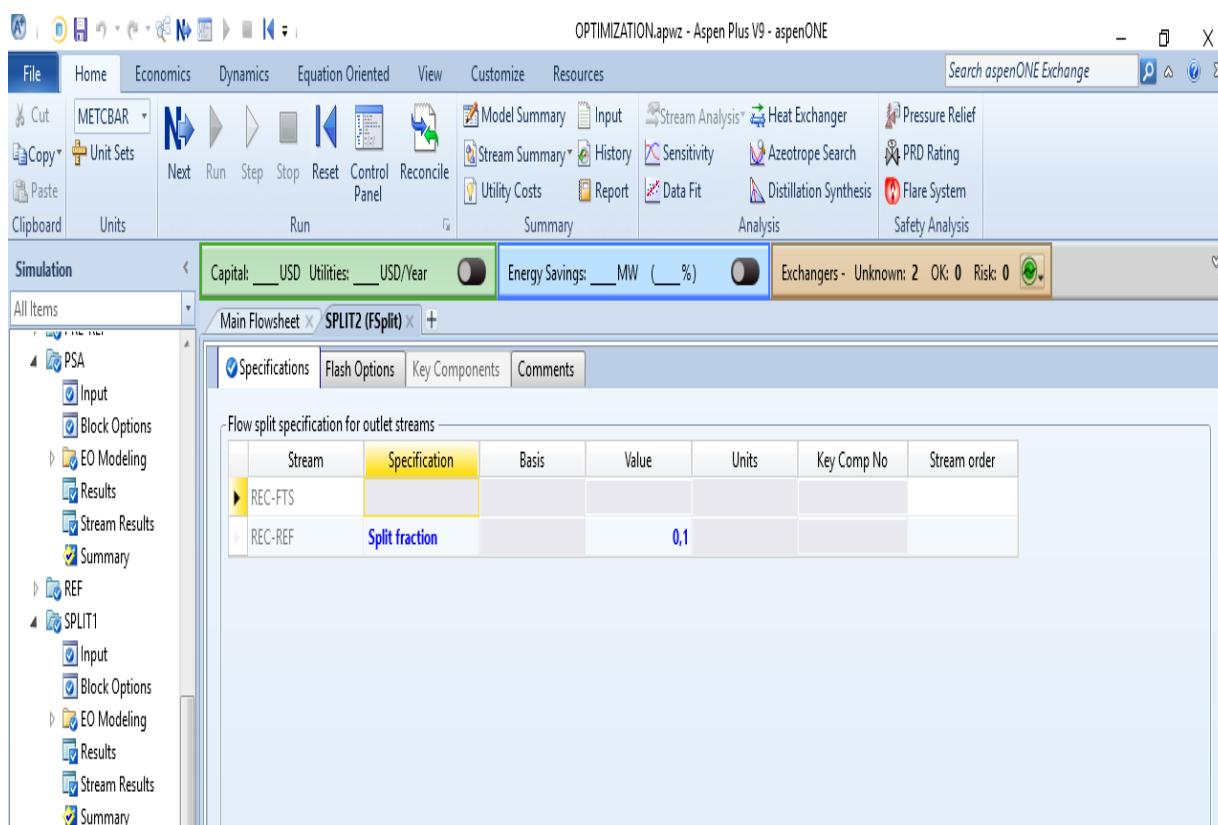 OPTIMIZATION.apwz - Aspen Plus V9 - aspenONE
File Home Economics Dynamics Equation Oriented View Customize Resources Search aspenONE Exchange
Cut METCBAR Model Summary Input Stream Analysis Heat Exchanger Pressure Relief
Copy Unit Sets Next Run Step Stop Reset Control Panel Reconcile Stream Summary History Sensitivity Azeotrope Search PRD Rating
Paste Utility Costs Report Data Fit Distillation Synthesis Flare System
Clipboard Units Run Summary Analysis Safety Analysis
Simulation Capital: ____USD Utilities: ____USD/Year Energy Savings: ____MW (____%) Exchangers - Unknown: 2 OK: 0 Risk: 0
All Items Main Flowsheet SPLIT2 (FSplit) +
PSA
Input
Block Options
EO Modeling
Results
Stream Results
Summary
REF
SPLIT1
Input
Block Options
EO Modeling
Results
Stream Results
Summary
Specifications Flash Options Key Components Comments
Flow split specification for outlet streams
Stream Specification Basis Value Units Key Comp No Stream order
REC-FTS
REC-REF Split fraction 0,1